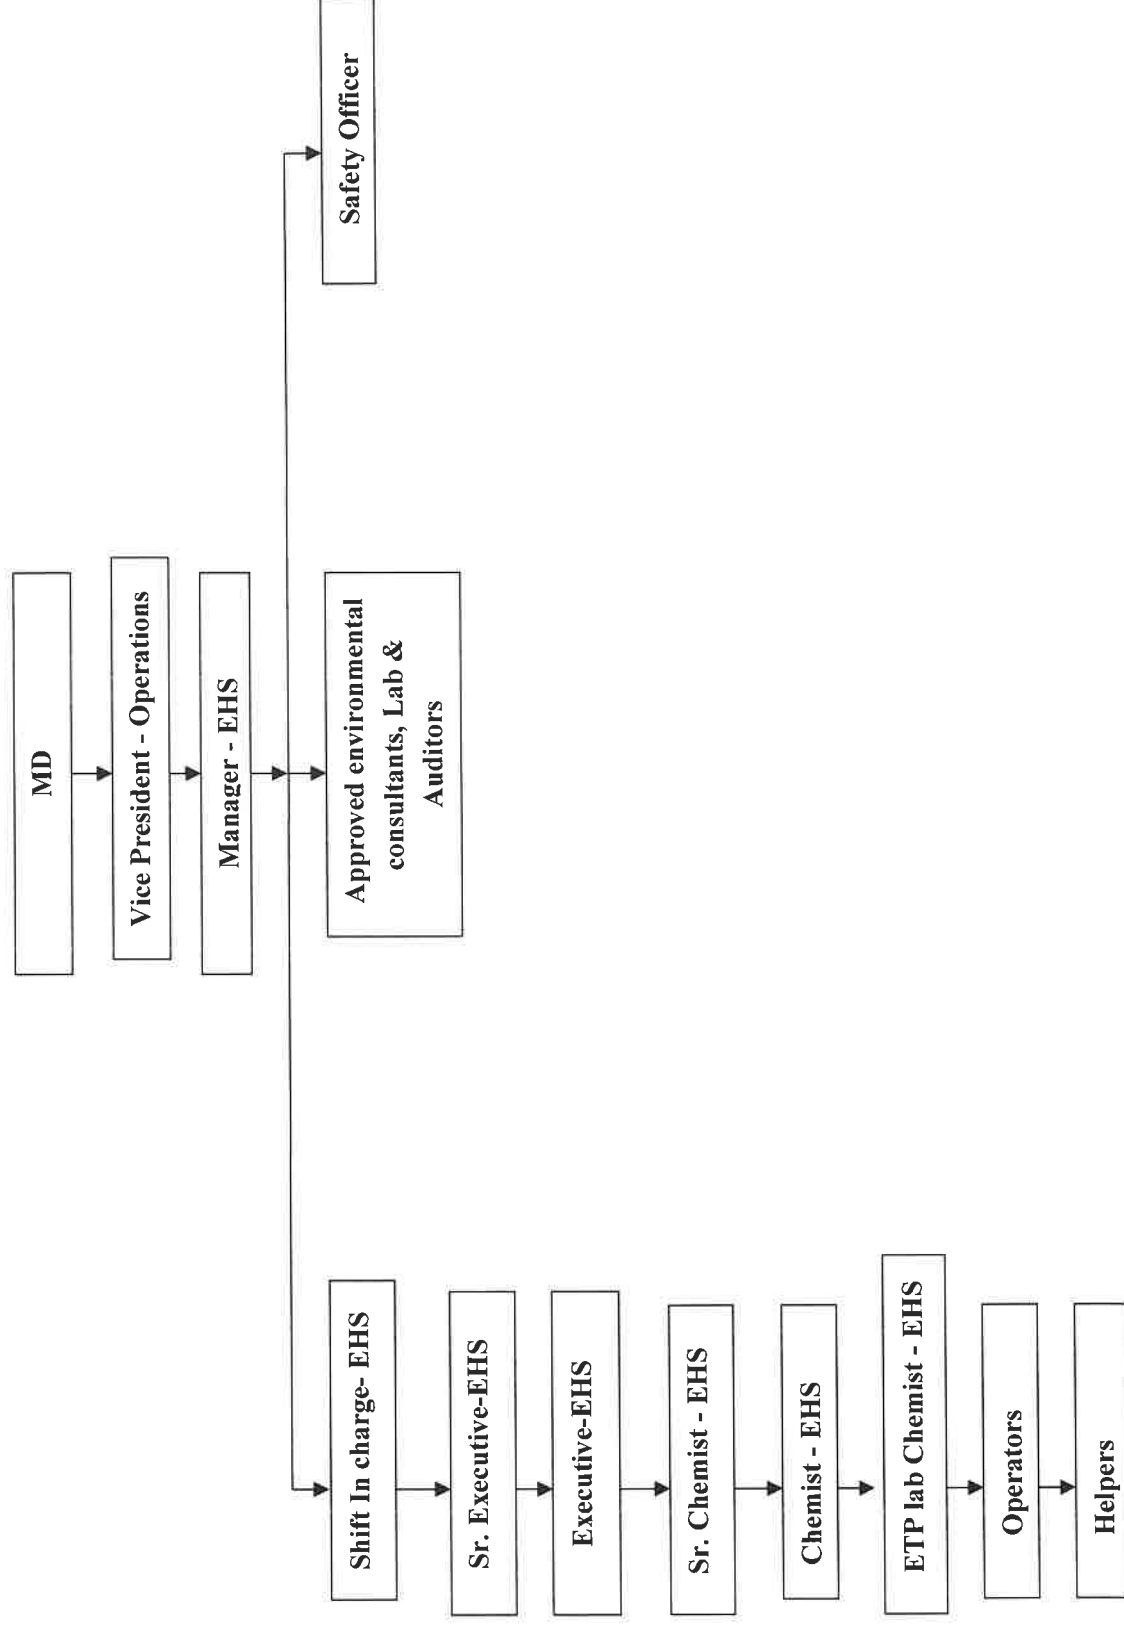 MD
Vice President - Operations
Manager - EHS
Shift In charge- EHS
Approved environmental
consultants, Lab &
Auditors
Safety Officer
Sr. Executive-EHS
Executive-EHS
Sr. Chemist - EHS
Chemist - EHS
ETP lab Chemist - EHS
Operators
Helpers